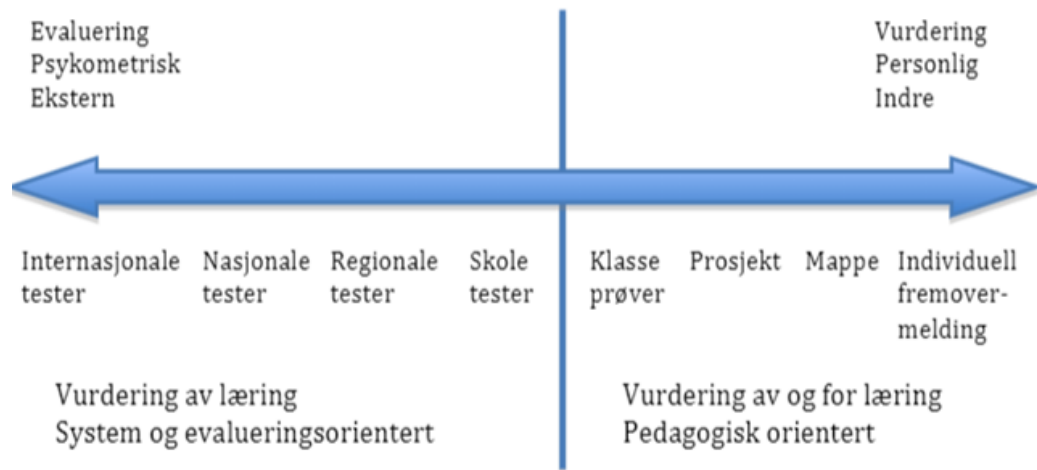 Evaluering
Psykometrisk
Ekstern
Vurdering
Personlig
Indre
Internasjonale
tester
Nasjonale
tester
Regionale
tester
Skole
tester
Klasse
prøver
Prosjekt
Mappe
Individuell
fremover-
melding
Vurdering av læring
System og evalueringsorientert
Vurdering av og for læring
Pedagogisk orientert